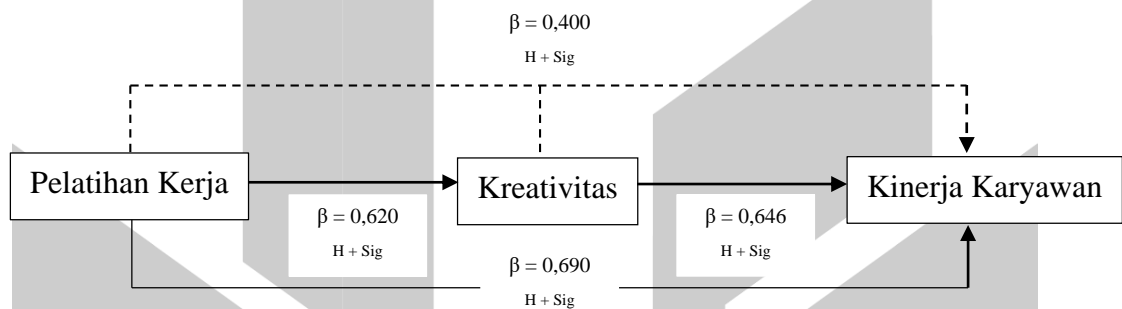 β = 0,400
H + Sig
Pelatihan Kerja
Kreativitas
Kinerja Karyawan
β = 0,620
H + Sig
β = 0,646
H + Sig
β = 0,690
H + Sig